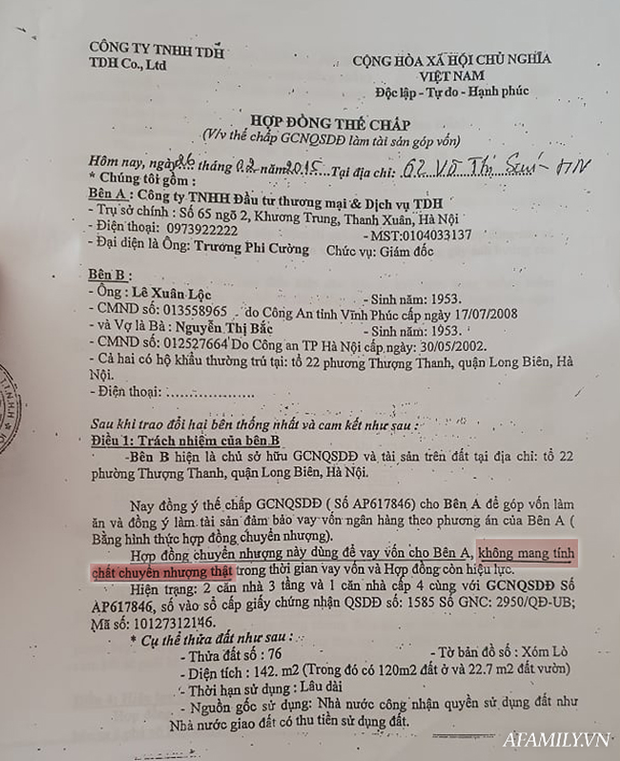 CÔNG TY TNHH TDH
TDH Co., Ltd
CỘNG HÒA XÃ HỘI CHỦ NGHĨA
VIỆT NAM
Độc lập - Tự do - Hạnh phúc
HỢP ĐỒNG THẾ CHẤP
(V/v thế chấp GCNQSDĐ làm tài sản góp vốn)
Hôm nay, ngày 26 tháng 02 năm 2015 Tại địa chỉ: 62 Võ Thị Sáu - HN
* Chúng tôi gồm :
Bên A : Công ty TNHH Đầu tư thương mại & Dịch vụ TDH
- Trụ sở chính : Số 65 ngõ 2, Khương Trung, Thanh Xuân, Hà Nội
- Điện thoại: 0973922222 - MST:0104033137
- Đại diện là Ông: Trương Phi Cường Chức vụ: Giám đốc
Bên B :
- Ông : Lê Xuân Lộc - Sinh năm: 1953.
- CMND số: 013558965 do Công An tỉnh Vĩnh Phúc cấp ngày 17/07/2008
- và Vợ là Bà : Nguyễn Thị Bắc - Sinh năm: 1953.
- CMND số: 012527664 Do Công an TP Hà Nội cấp, ngày: 30/05/2002.
- Cả hai có hộ khẩu thường trú tại: tổ 22 phường Thượng Thanh, quận Long Biên, Hà
Nội.
- Điện thoại: ....................
Sau khi trao đổi hai bên thống nhất và cam kết như sau :
Điều 1: Trách nhiệm của bên B
-Bên B hiện là chủ sở hữu GCNQSDĐ và tài sản trên đất tại địa chỉ: tổ 22
phường Thượng Thanh, quận Long Biên, Hà Nội.
Nay đồng ý thế chấp GCNQSDĐ ( Số AP617846) cho Bên A để góp vốn làm
ăn và đồng ý làm tài sản đảm bảo vay vốn ngân hàng theo phương án của Bên A (
Bằng hình thức hợp đồng chuyển nhượng).
Hợp đồng chuyển nhượng này dùng để vay vốn cho Bên A, không mang tính
chất chuyển nhượng thật trong thời gian vay vốn và Hợp đồng còn hiệu lực.
Hiện trạng: 2 căn nhà 3 tầng và 1 căn nhà cấp 4 cùng với GCNQSDĐ Số
AP617846, số vào sổ cấp giấy chứng nhận QSDĐ số: 1585 Số GNC: 2950/QĐ-UB;
Mã số: 10127312146.
* Cụ thể thửa đất như sau :
- Thửa đất số : 76 - Tờ bản đồ số : Xóm Lò
- Diện tích : 142. m2 (Trong đó có 120m2 đất ở và 22.7 m2 đất vườn)
- Thời hạn sử dụng : Lâu dài
- Nguồn gốc sử dụng: Nhà nước công nhận quyền sử dụng đất như
Nhà nước giao đất có thu tiền sử dụng đất.
AFAMILY.VN